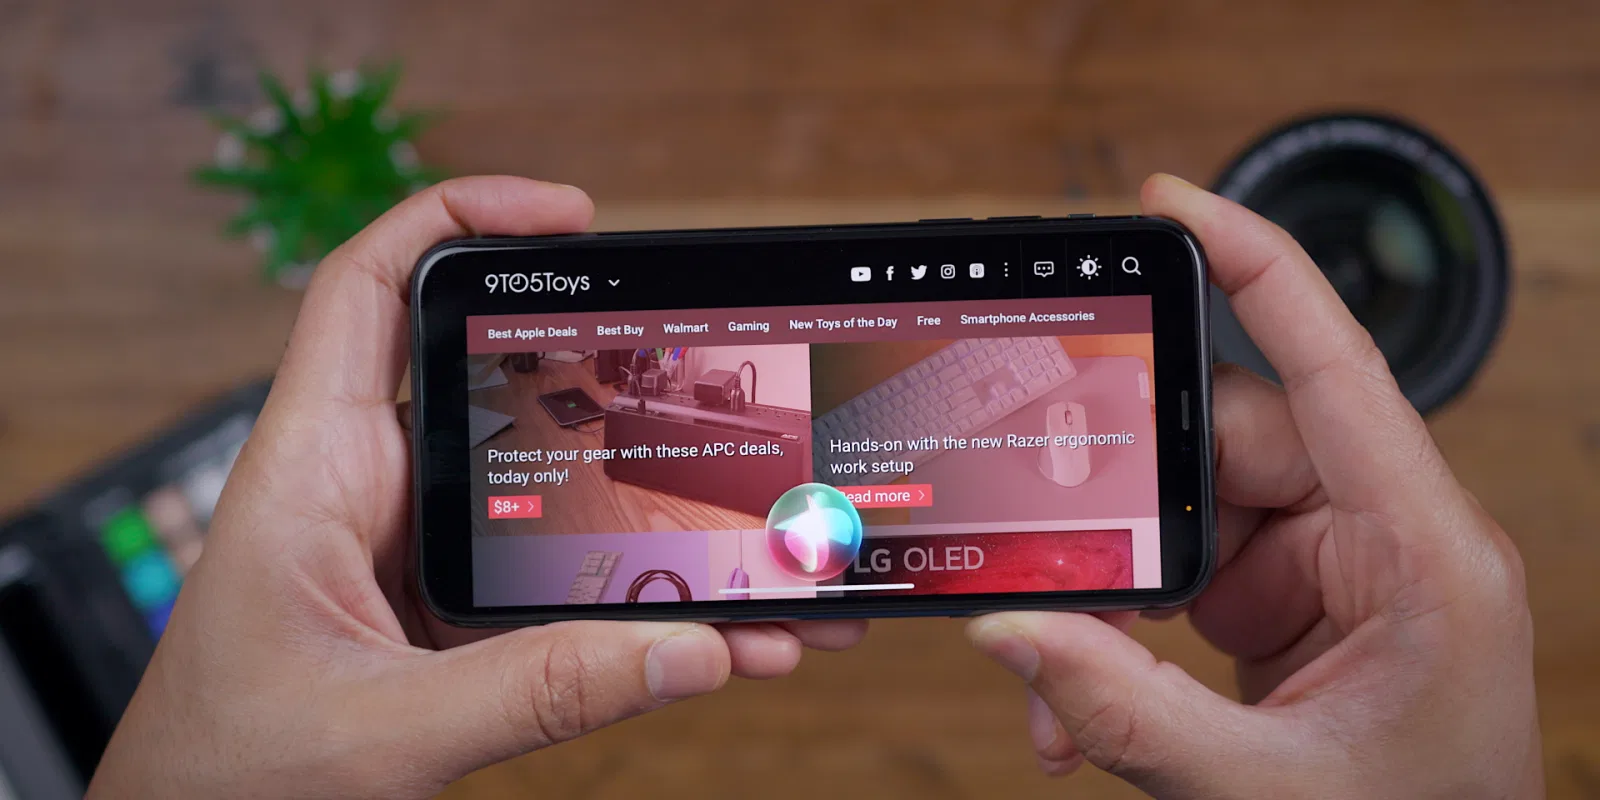 9TO5Toys
Best Apple Deals Best Buy Walmart Gaming New Toys of the Day Free Smartphone Accessories
Protect your gear with these APC deals,
today only!
$8+
Hands-on with the new Razer ergonomic
work setup
ead more
LG OLED